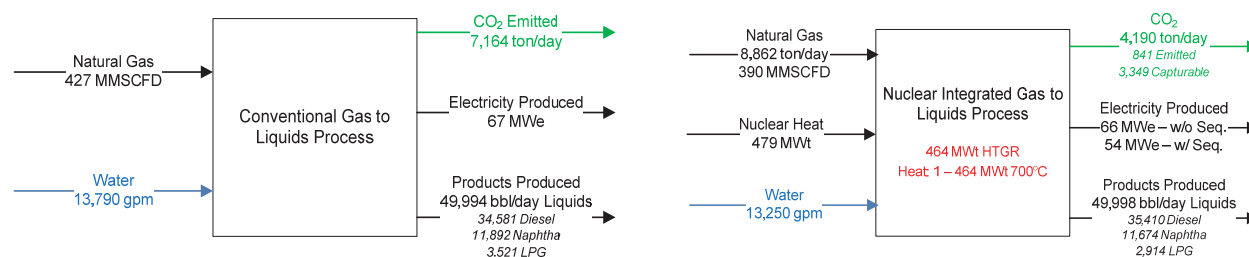 Natural Gas
427 MMSCFD
Water
13,790 gpm
Conventional Gas to
Liquids Process
CO2 Emitted
7,164 ton/day
Electricity Produced
67 MWe
Products Produced
49,994 bbl/day Liquids
34,581 Diesel
11,892 Naphtha
3,521 LPG
Natural Gas
8,862 ton/day
390 MMSCFD
Nuclear Heat
479 MWt
Water
13,250 gpm
Nuclear Integrated Gas to
Liquids Process
464 MWt HTGR
Heat: 1 – 464 MWt 700°C
CO2
4,190 ton/day
841 Emitted
3,349 Capturable
Electricity Produced
66 MWe – w/o Seq.
54 MWe – w/ Seq.
Products Produced
49,998 bbl/day Liquids
35,410 Diesel
11,674 Naphtha
2,914 LPG